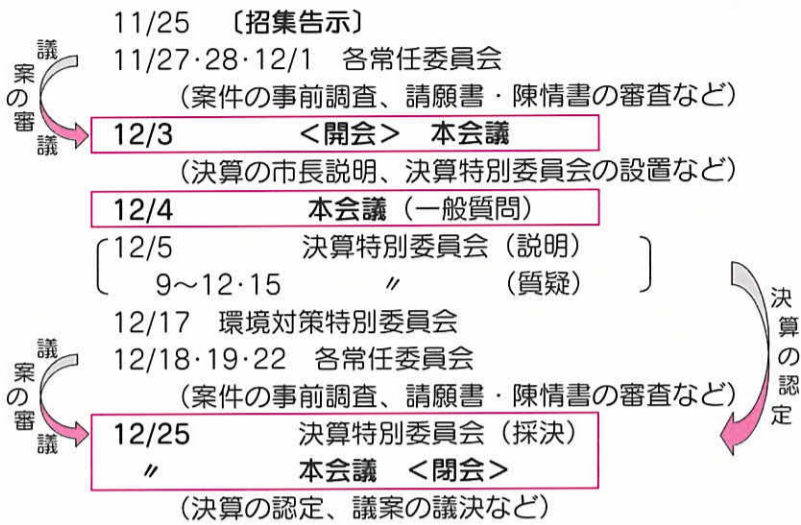 11/25 〔招集告示〕
11/27・28・12/1 各常任委員会
(案件の事前調査、請願書・陳情書の審査など)
議案の審議
12/3 <開会> 本会議
(決算の市長説明、決算特別委員会の設置など)
12/4 本会議(一般質問)
12/5 決算特別委員会(説明)
9〜12・15 〃 (質疑)
12/17 環境対策特別委員会
12/18・19・22 各常任委員会
(案件の事前調査、請願書・陳情書の審査など)
議案の審議
決算の認定
12/25 決算特別委員会(採決)
〃 本会議 <閉会>
(決算の認定、議案の議決など)